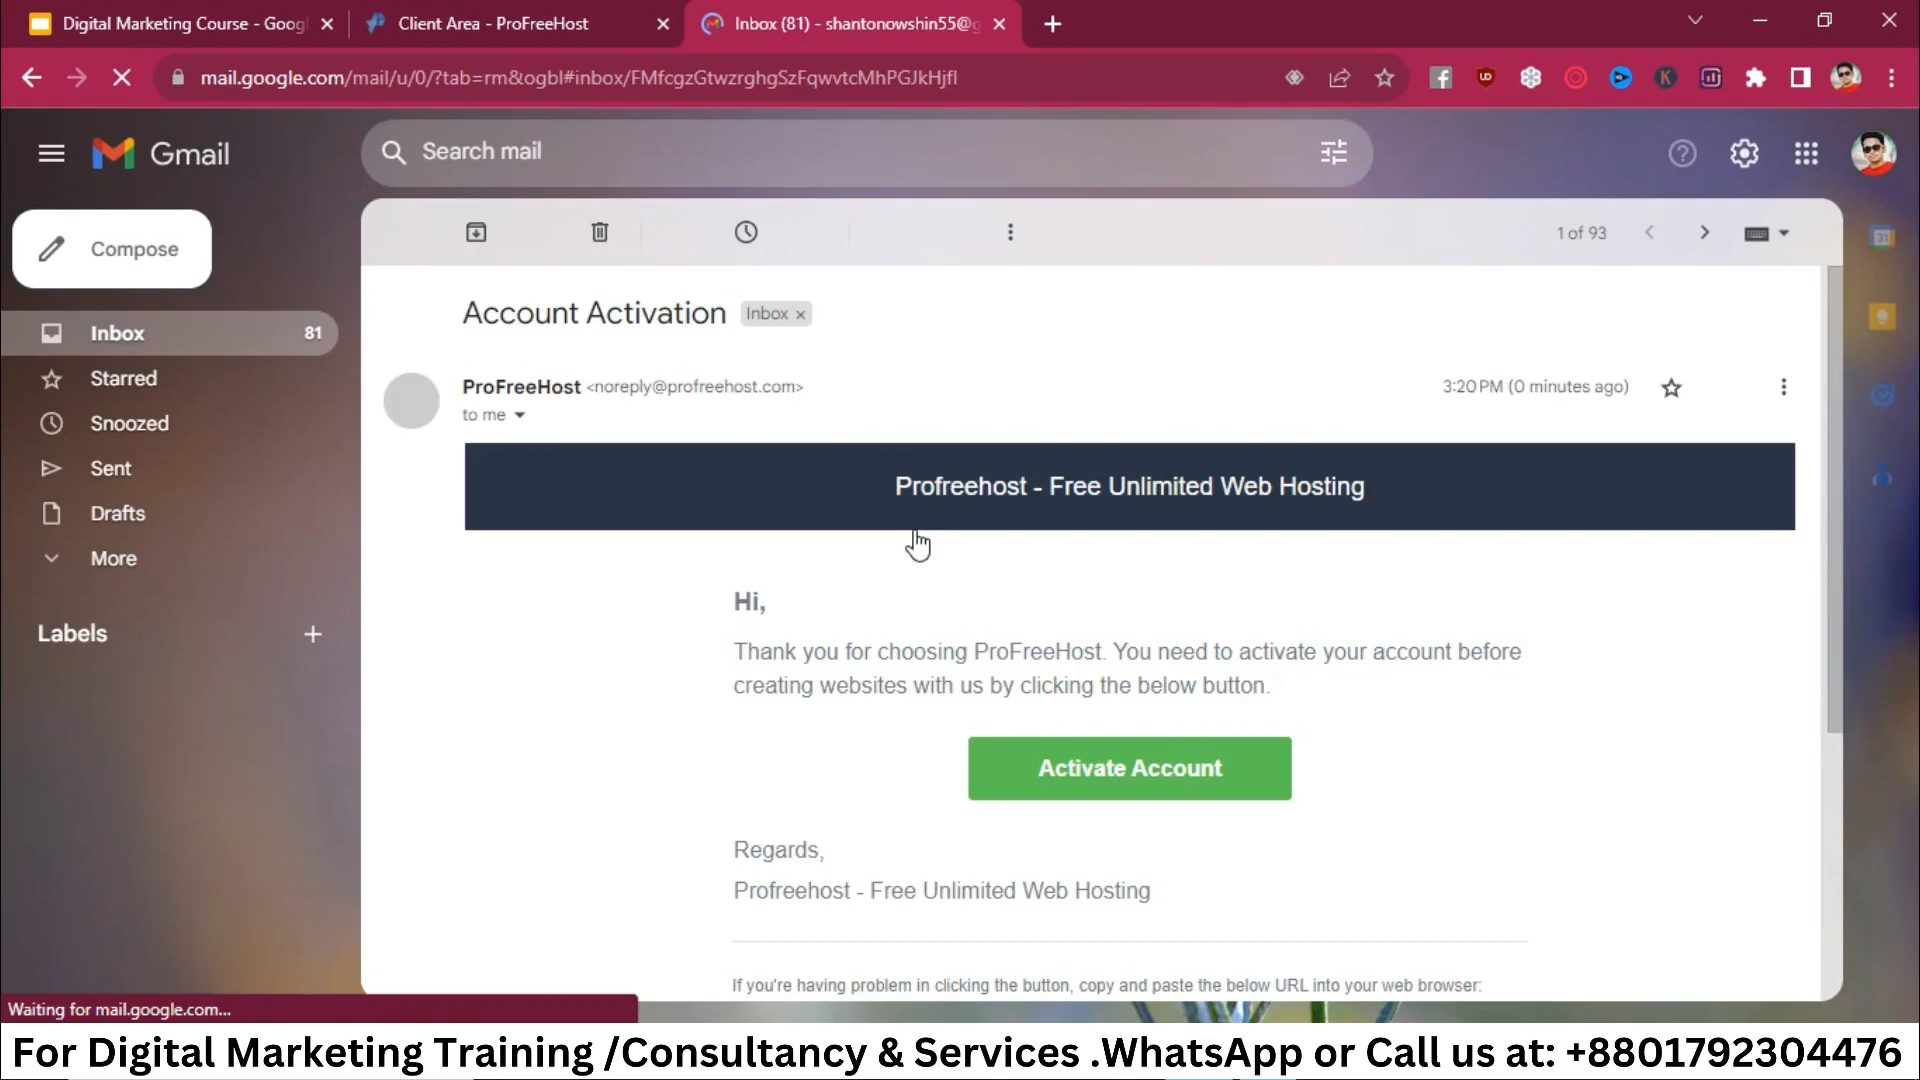 Digital Marketing Course - Goog
Client Area - ProFreeHost
Inbox (81) - shantonowshin55@g
mail.google.com/mail/u/0/?tab=rm&ogbl#inbox/FMfcgzGtwzrghgSzFqwvtcMhPGJkHjfl
Gmail
Search mail
Compose
1 of 93
Inbox 81
Starred
Snoozed
Sent
Drafts
More
Labels
Account Activation Inbox ×
ProFreeHost <noreply@profreehost.com>
3:20 PM (0 minutes ago)
to me
Profreehost - Free Unlimited Web Hosting
Hi,
Thank you for choosing ProFreeHost. You need to activate your account before
creating websites with us by clicking the below button.
Activate Account
Regards,
Profreehost - Free Unlimited Web Hosting
If you're having problem in clicking the button, copy and paste the below URL into your web browser:
Waiting for mail.google.com...
For Digital Marketing Training /Consultancy & Services .WhatsApp or Call us at: +8801792304476